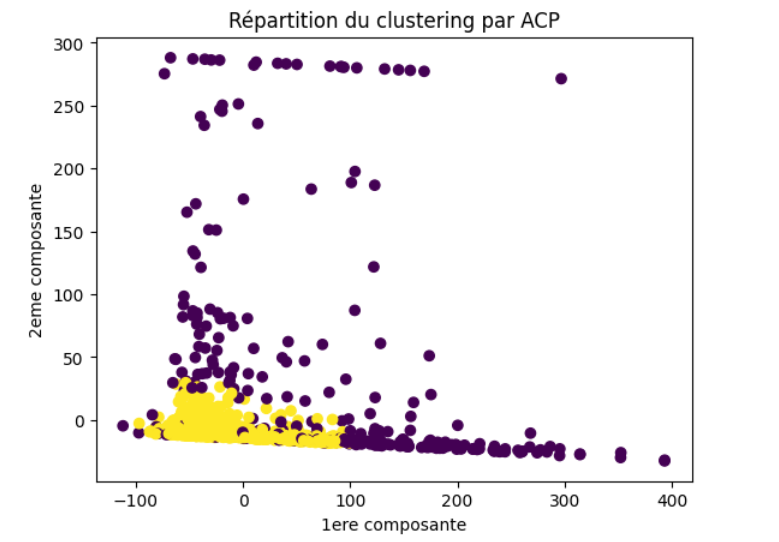 Répartition du clustering par ACP
300
250
200
150
100
50
0
2eme composante
−100 0 100 200 300 400
1ere composante